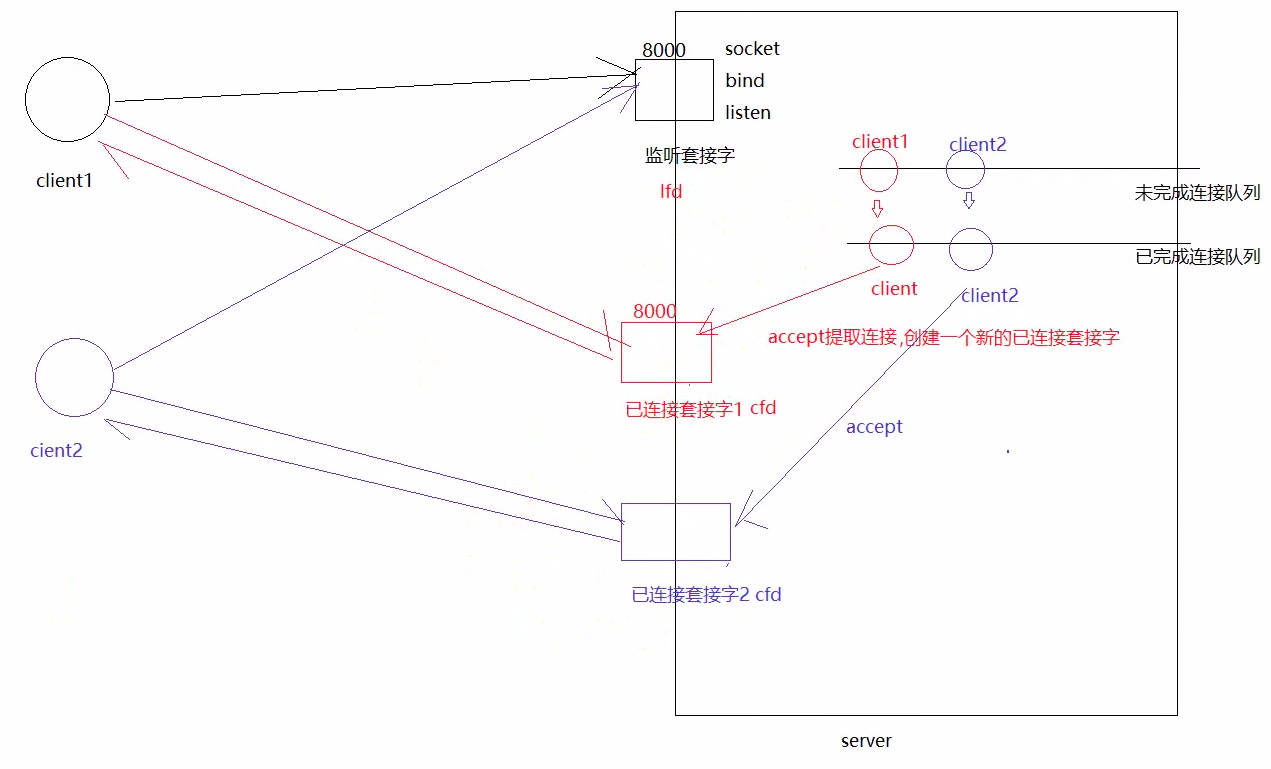 8000
socket
bind
listen
监听套接字
lfd
client1
client1
client2
未完成连接队列
已完成连接队列
client
client2
8000
accept提取连接,创建一个新的已连接套接字
已连接套接字1 cfd
accept
cient2
已连接套接字2 cfd
server